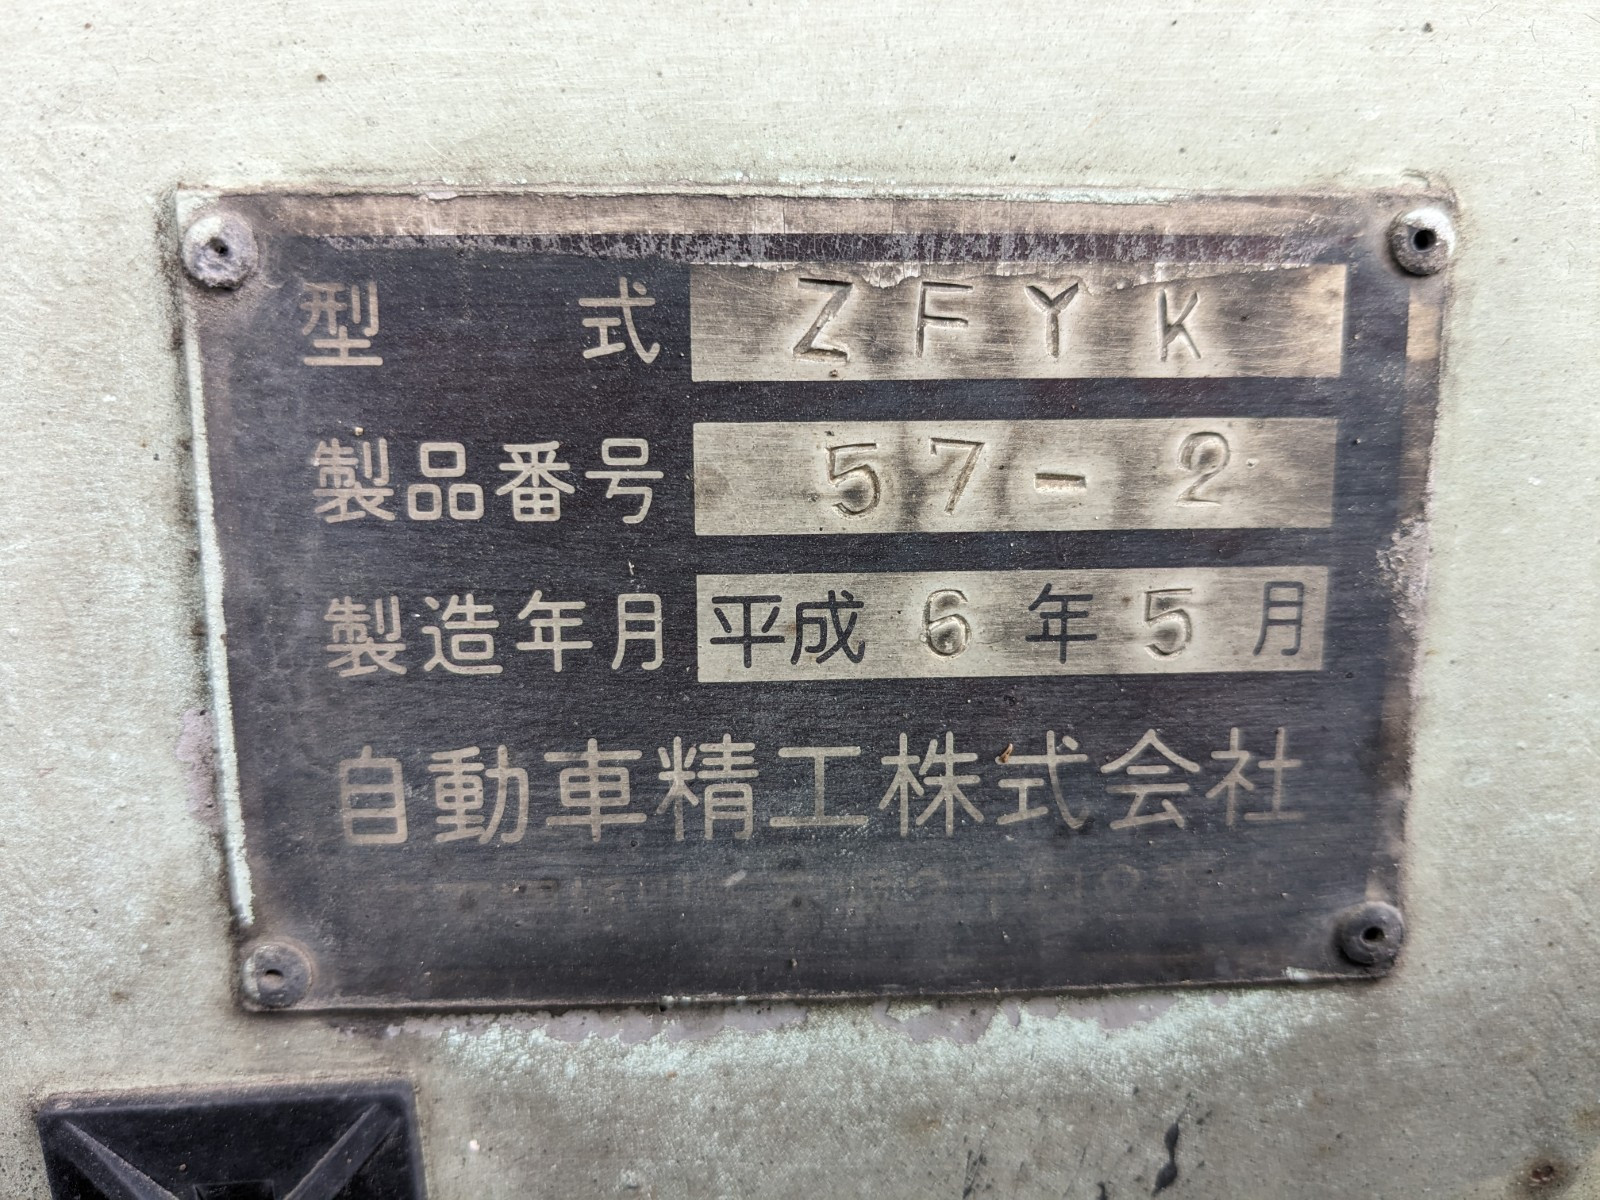 型式 ZFYK
製品番号 57-2
製造年月 平成6年5月
自動車精工株式会社